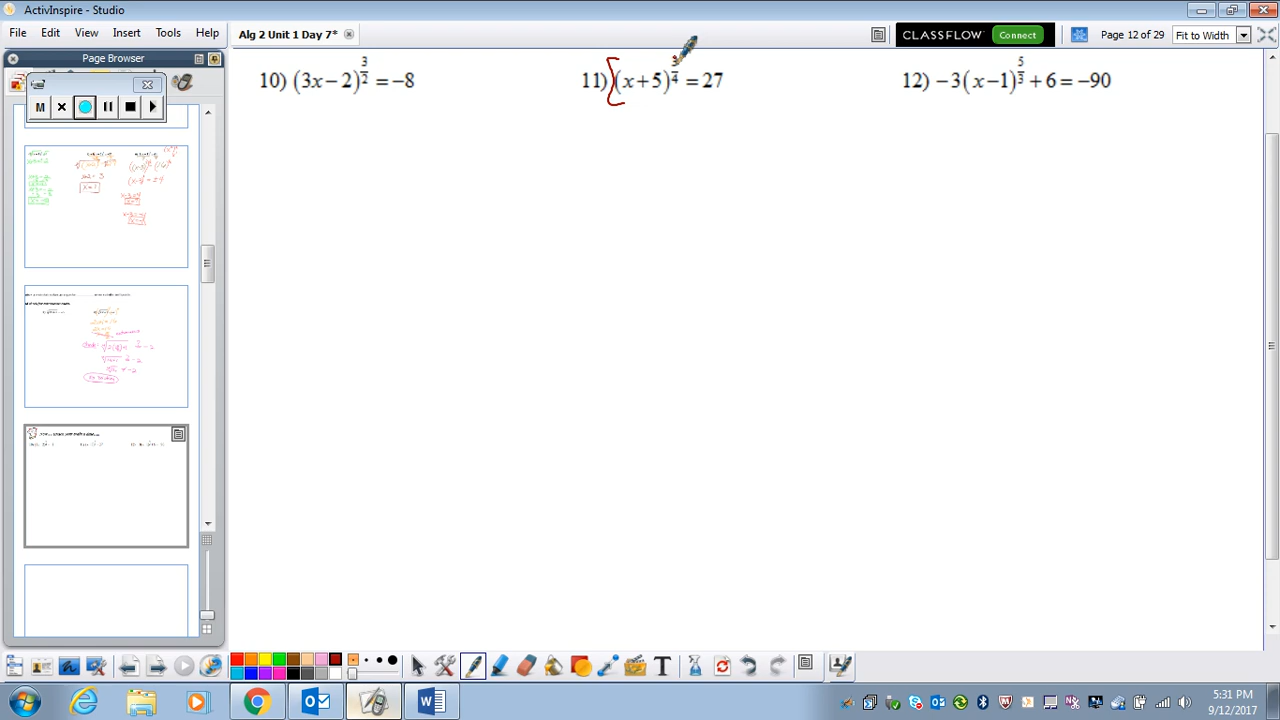 ActivInspire - Studio
File Edit View Insert Tools Help
Alg 2 Unit 1 Day 7*
CLASSFLOW Connect
Page 12 of 29
Fit to Width
Page Browser
M
10) (3x−2)^(3/2) = −8
11) [(x+5)^(3/4) = 27
12) −3(x−1)^(5/3) + 6 = −90
T
W
5:31 PM
9/12/2017